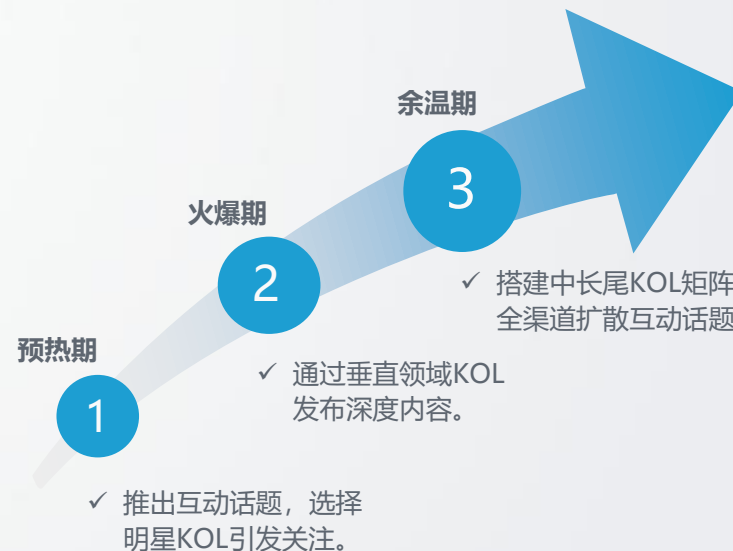 余温期
3
火爆期
2
✓ 搭建中长尾KOL矩阵
全渠道扩散互动话题
预热期
✓ 通过垂直领域KOL
发布深度内容。
1
✓ 推出互动话题，选择
明星KOL引发关注。